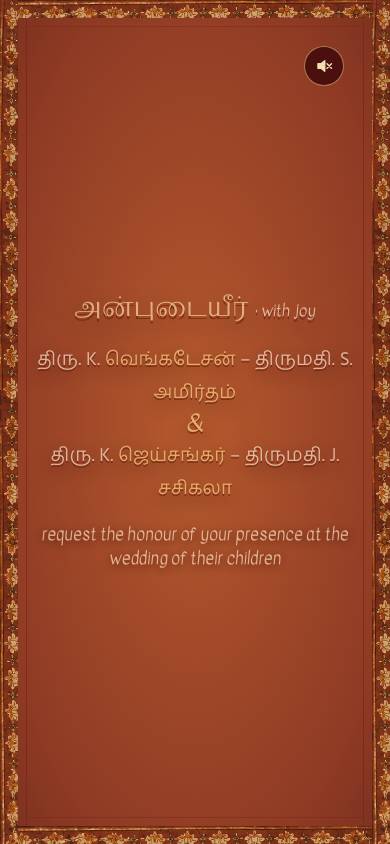 அன்புடையீர் · with joy
திரு. K. வெங்கடேசன் – திருமதி. S.
அமிர்தம்
&
திரு. K. ஜெய்சங்கர் – திருமதி. J.
சசிகலா
request the honour of your presence at the
wedding of their children